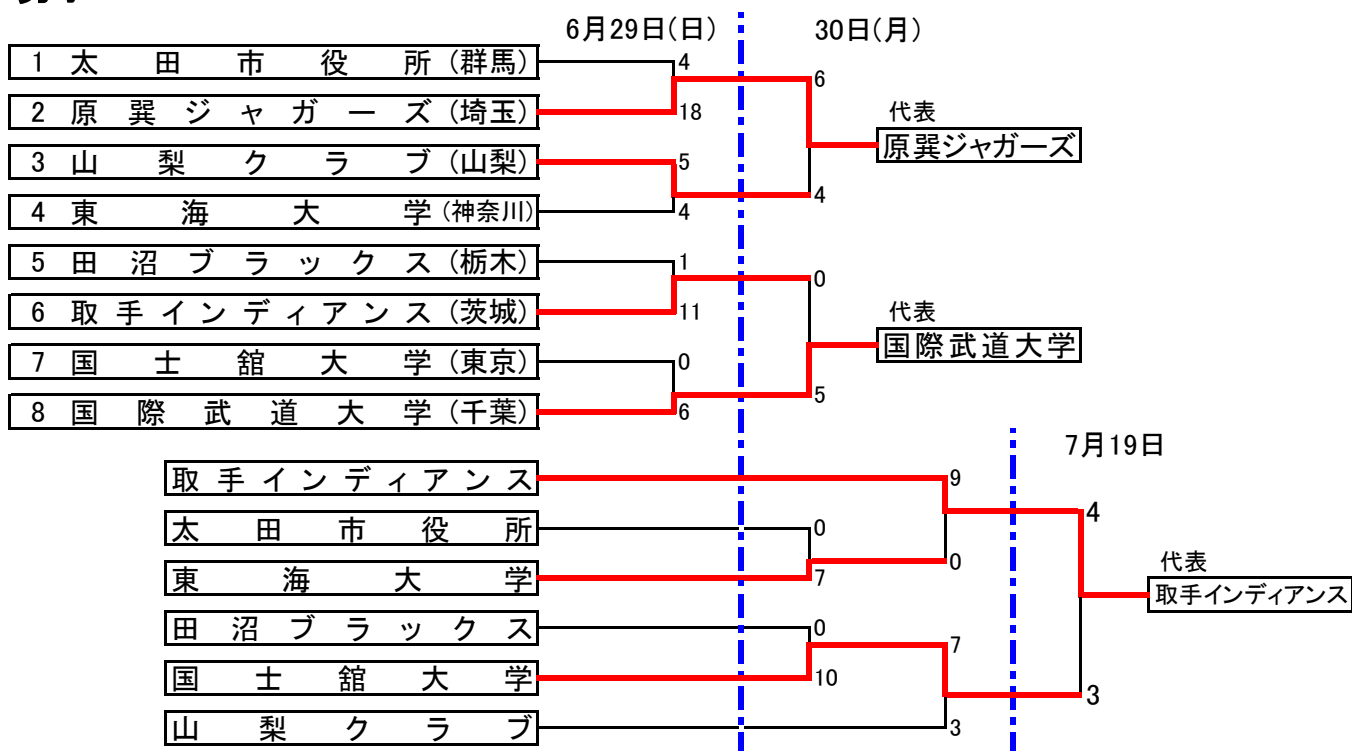 6月29日(日) 30日(月)
1 太田市役所(群馬) 4
6
2 原巽ジャガーズ(埼玉) 18
代表
原巽ジャガーズ
3 山梨クラブ(山梨) 5
4
4 東海大学(神奈川) 4
5 田沼ブラックス(栃木) 1
0
6 取手インディアンス(茨城) 11
代表
国際武道大学
7 国士舘大学(東京) 0
5
8 国際武道大学(千葉) 6
7月19日
取手インディアンス 9
4
太田市役所 0
0
東海大学 7
代表
取手インディアンス
田沼ブラックス 0
7
国士舘大学 10
3
山梨クラブ 3